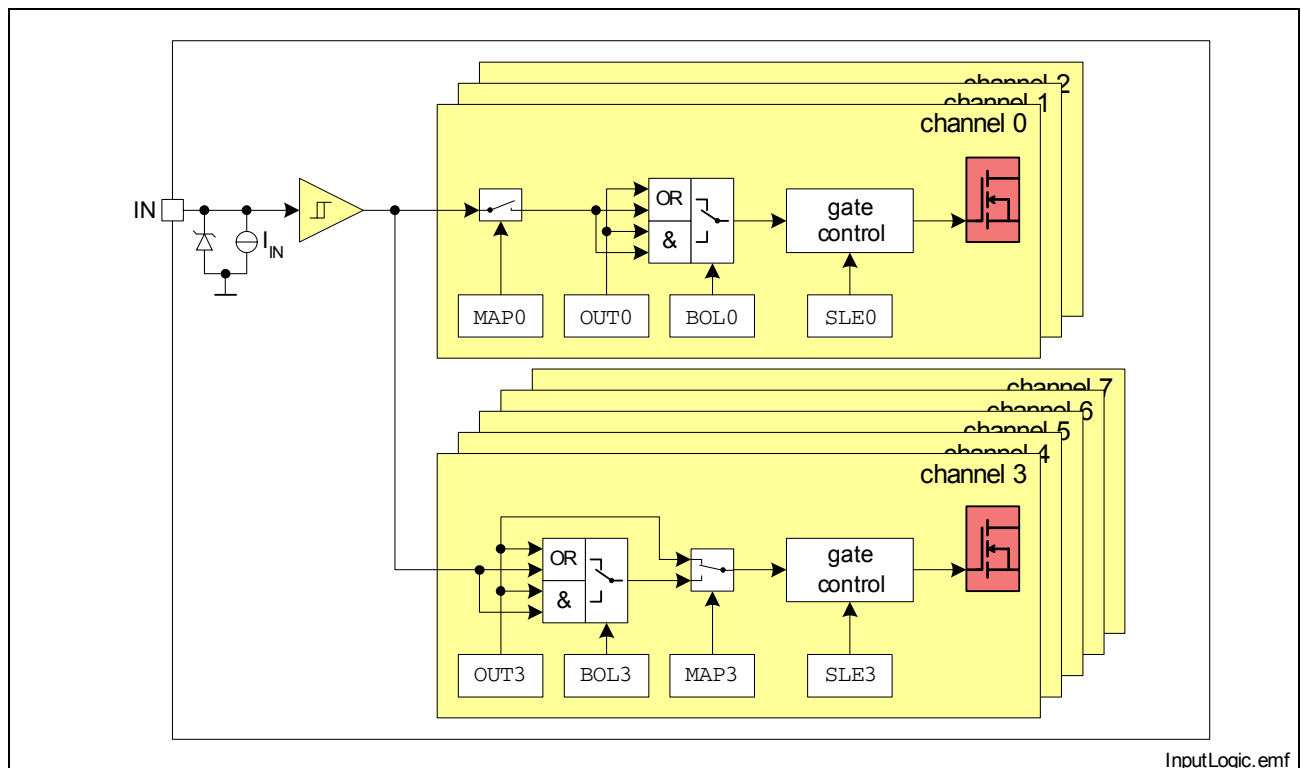 channel 2
channel 1
channel 0
IN
I_IN
OR
&
gate
control
MAP0
OUT0
BOL0
SLE0
channel 7
channel 6
channel 5
channel 4
channel 3
OR
&
gate
control
OUT3
BOL3
MAP3
SLE3
InputLogic.emf